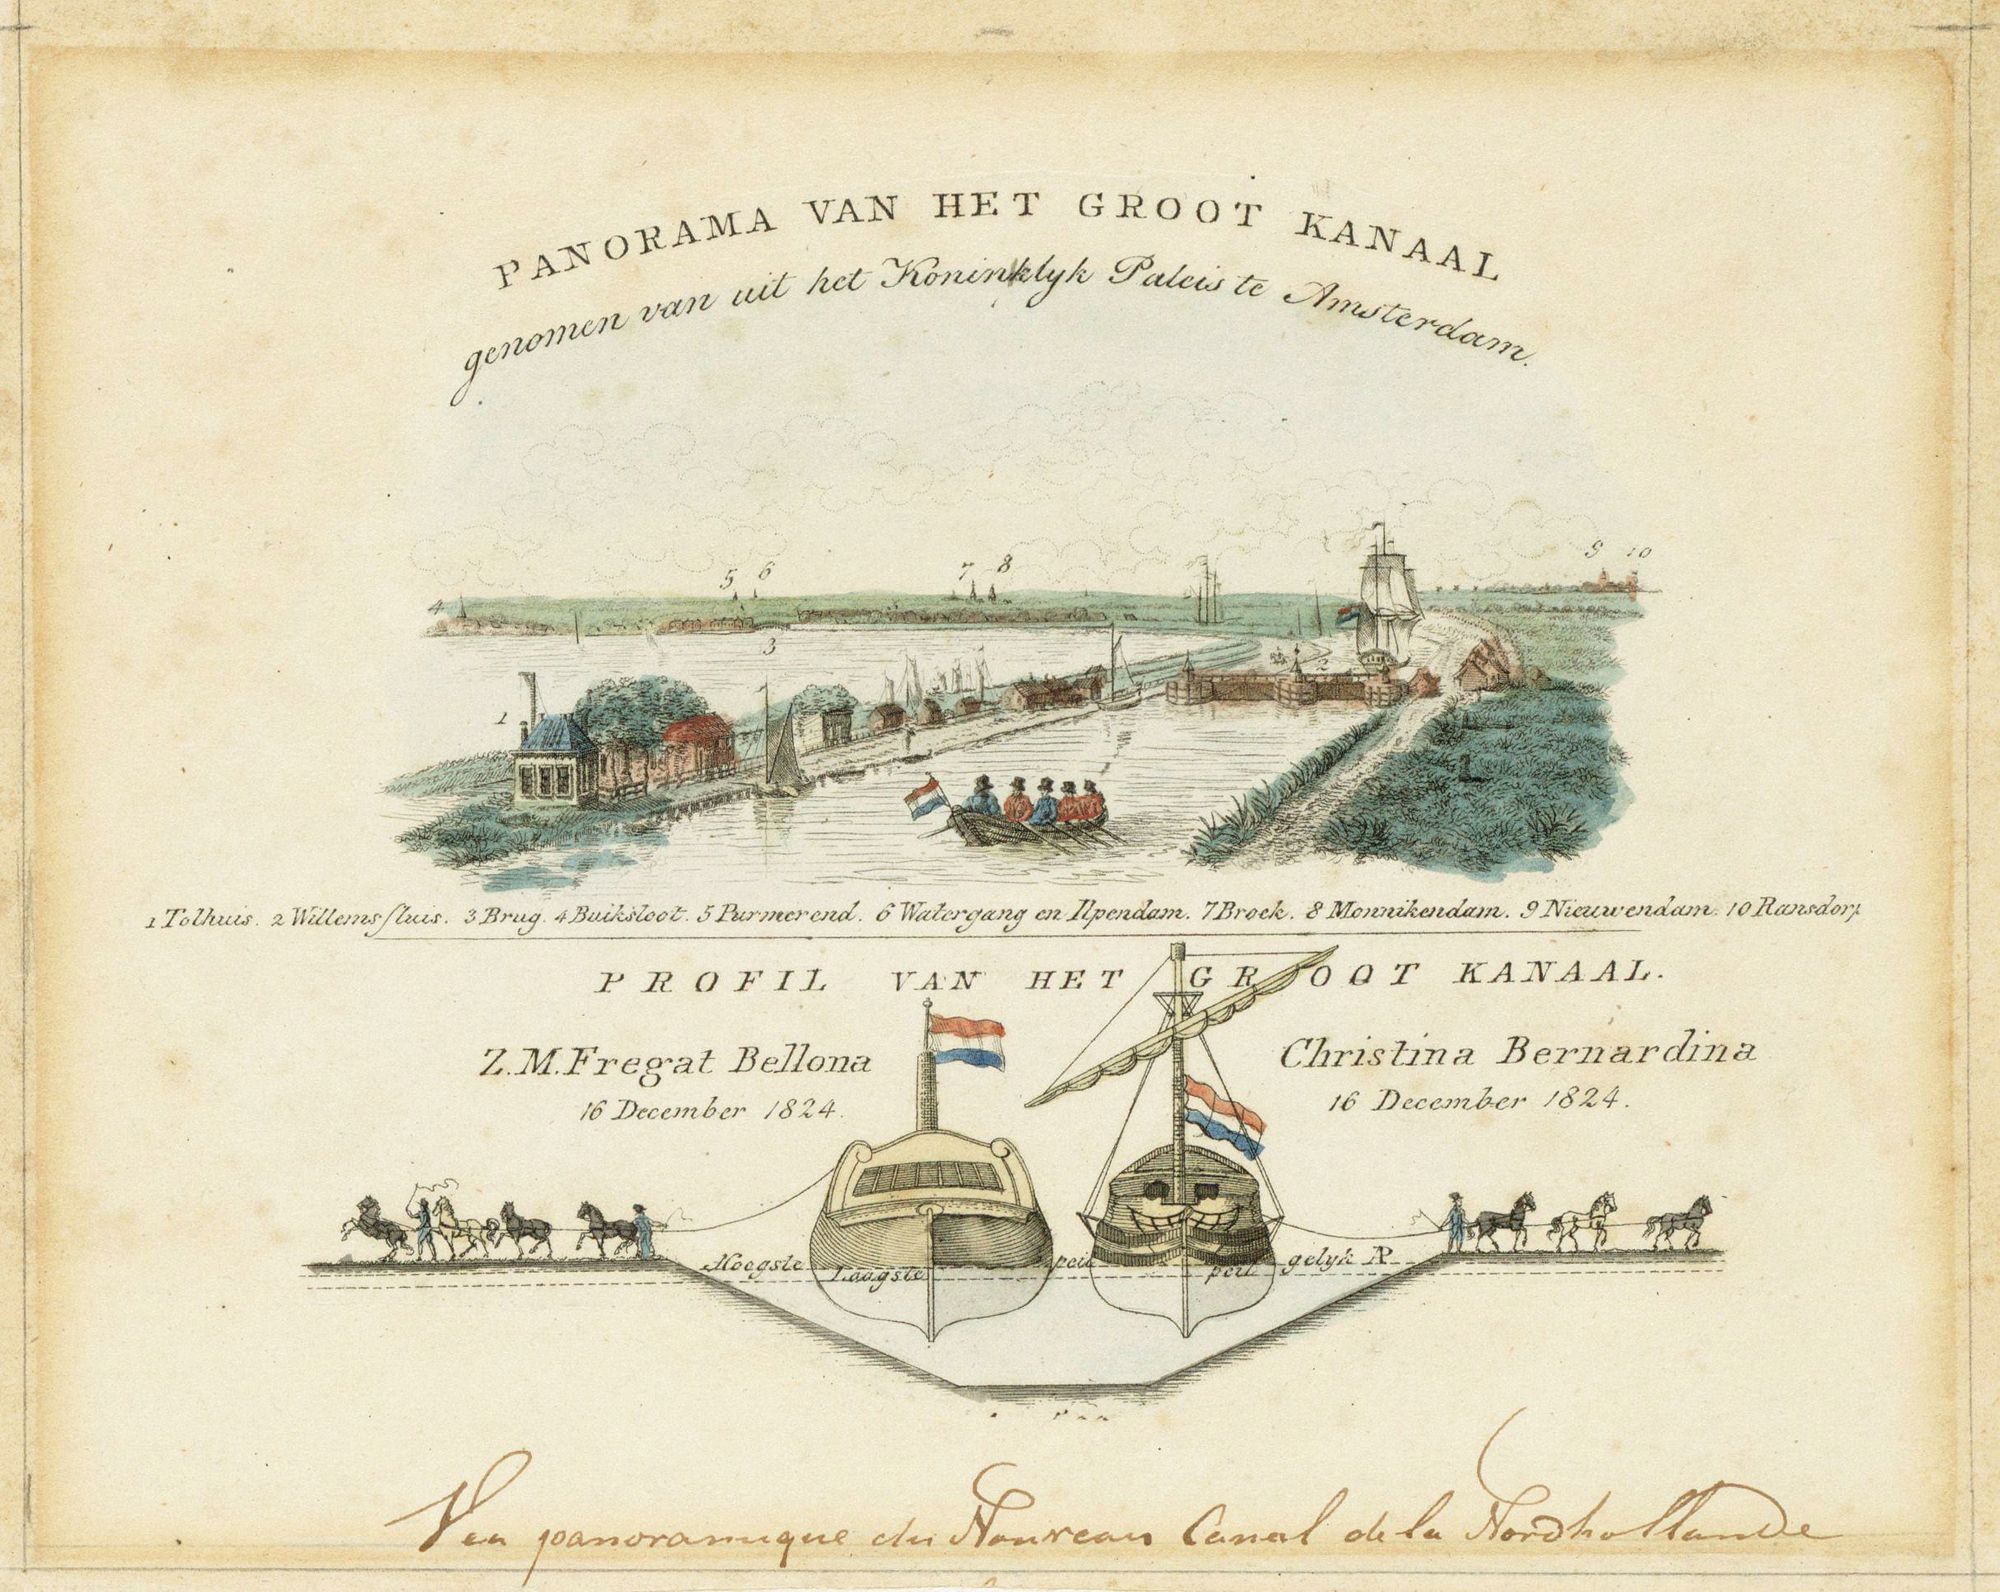 PANORAMA VAN HET GROOT KANAAL
genomen van uit het Koninklyk Paleis te Amsterdam.
9 10
5 6 7 8
4
3
2
1
1 Tolhuis. 2 Willems sluis. 3 Brug. 4 Buiksloot. 5 Purmerend. 6 Watergang en Ilpendam. 7 Broek. 8 Monnikendam. 9 Nieuwendam. 10 Ransdorp
PROFIL VAN HET GROOT KANAAL.
Z.M. Fregat Bellona
16 December 1824.
Christina Bernardina
16 December 1824.
Hoogste peil gelyk AP
Laagste peil
Vue panoramique du Nouveau Canal de la Nordhollande